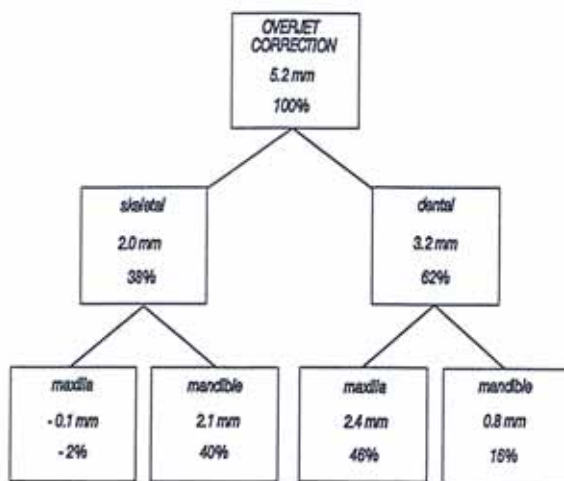 OVERJET
CORRECTION
5.2 mm
100%
skeletal
2.0 mm
38%
dental
3.2 mm
62%
maxilla
- 0.1 mm
- 2%
mandible
2.1 mm
40%
maxilla
2.4 mm
46%
mandible
0.8 mm
16%